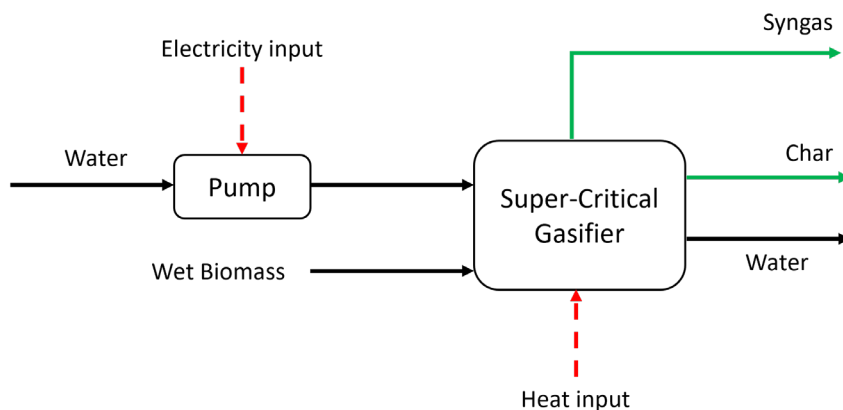 Syngas
Electricity input
Water
Pump
Char
Super-Critical
Gasifier
Wet Biomass
Water
Heat input